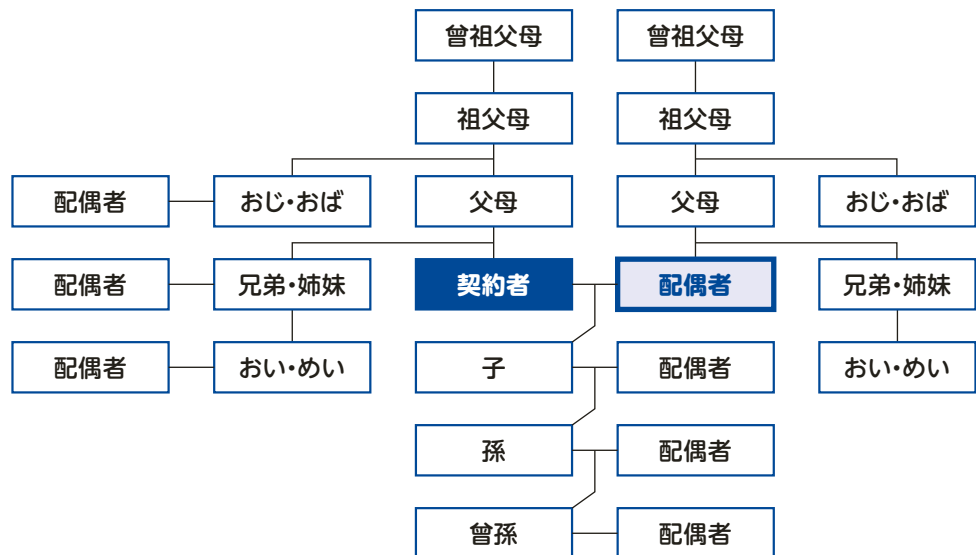 曾祖父母
曾祖父母
祖父母
祖父母
配偶者
おじ・おば
父母
父母
おじ・おば
配偶者
兄弟・姉妹
契約者
配偶者
兄弟・姉妹
配偶者
おい・めい
子
配偶者
おい・めい
孫
配偶者
曾孫
配偶者